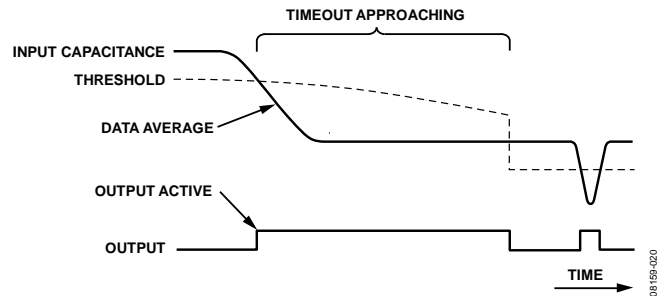 TIMEOUT APPROACHING
INPUT CAPACITANCE
THRESHOLD
DATA AVERAGE
OUTPUT ACTIVE
OUTPUT
TIME
08159-020